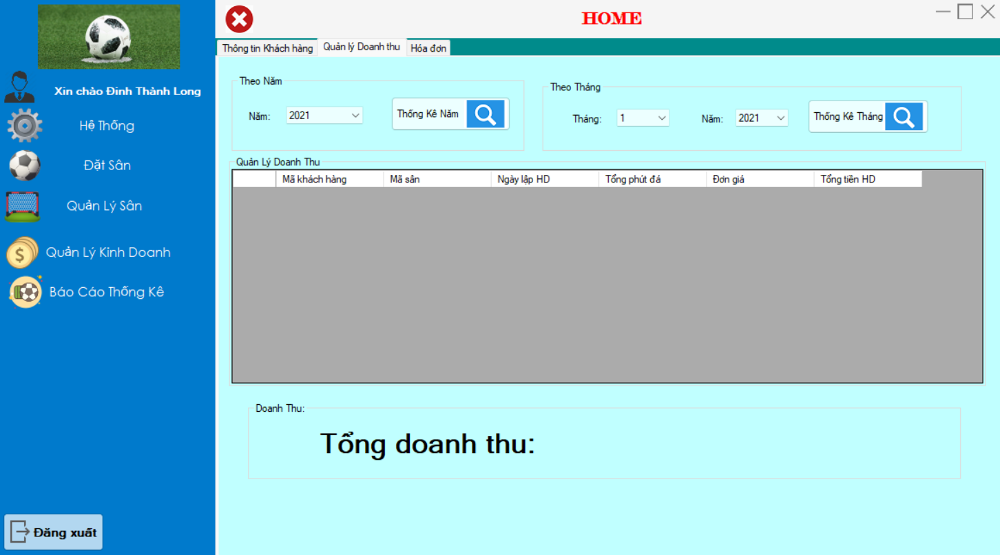 HOME
Xin chào Đinh Thành Long
Hệ Thống
Đặt Sân
Quản Lý Sân
Quản Lý Kinh Doanh
Báo Cáo Thống Kê
Đăng xuất
Thông tin Khách hàng Quản lý Doanh thu Hóa đơn
Theo Năm
Năm: 2021 Thống Kê Năm
Theo Tháng
Tháng: 1 Năm: 2021 Thống Kê Tháng
Quản Lý Doanh Thu
Mã khách hàng Mã sân Ngày lập HD Tổng phút đá Đơn giá Tổng tiền HD
Doanh Thu:
Tổng doanh thu: